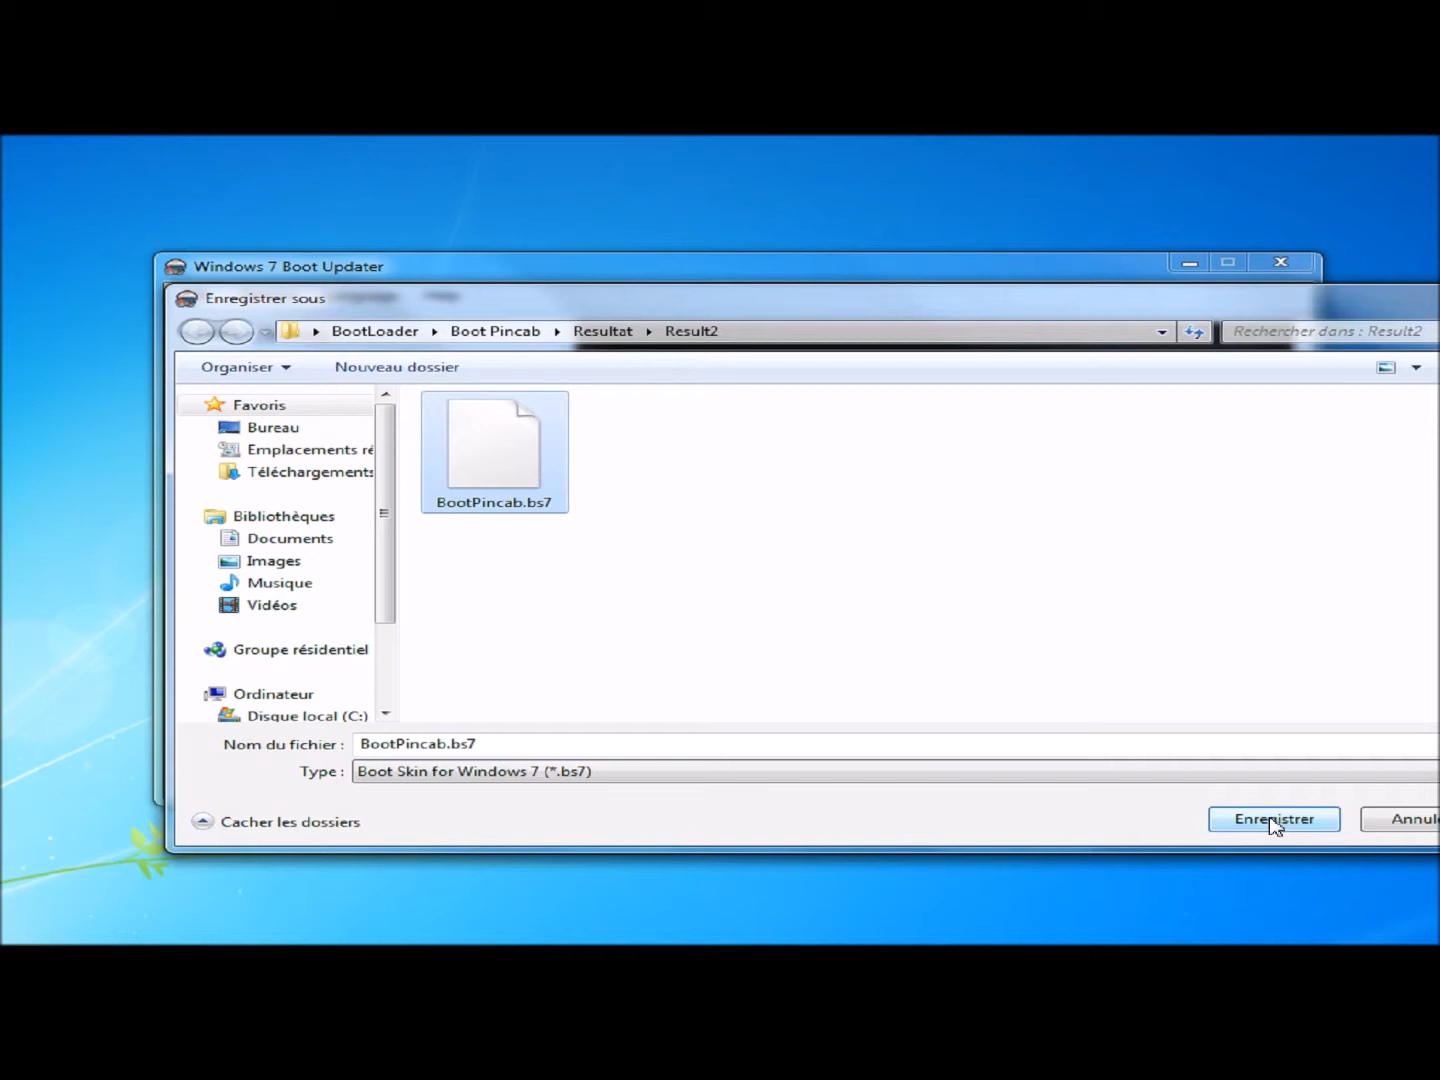 Windows 7 Boot Updater
Enregistrer sous
BootLoader Boot Pincab Resultat Result2
Rechercher dans : Result2
Organiser
Nouveau dossier
Favoris
Bureau
Emplacements ré
Téléchargements
Bibliothèques
Documents
Images
Musique
Vidéos
Groupe résidentiel
Ordinateur
Disque local (C:)
BootPincab.bs7
Nom du fichier : BootPincab.bs7
Type : Boot Skin for Windows 7 (*.bs7)
Cacher les dossiers
Enregistrer
Annule